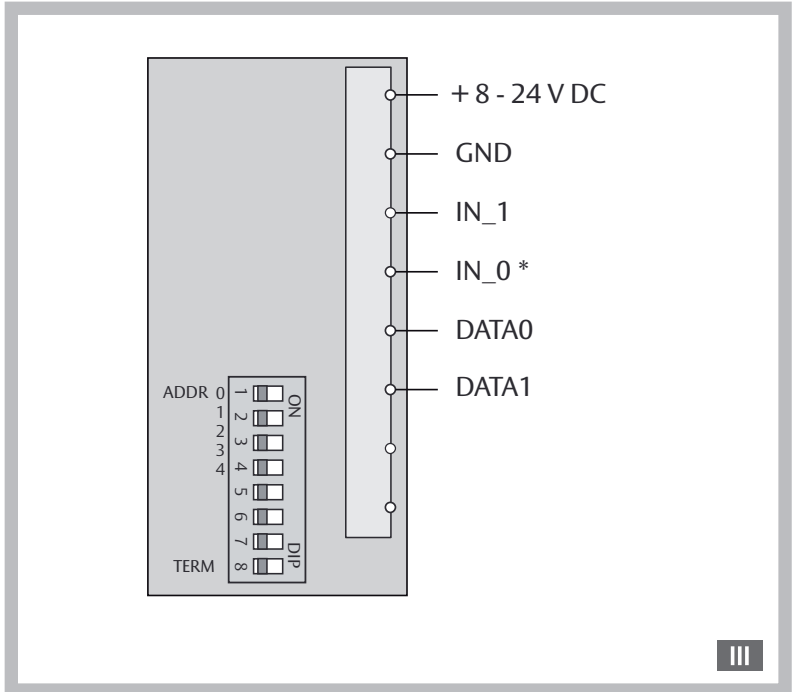 + 8 - 24 V DC
GND
IN_1
IN_0 *
DATA0
DATA1
ADDR 0
1
2
3
4
TERM
1
2
3
4
5
6
7
8
ON
DIP
III